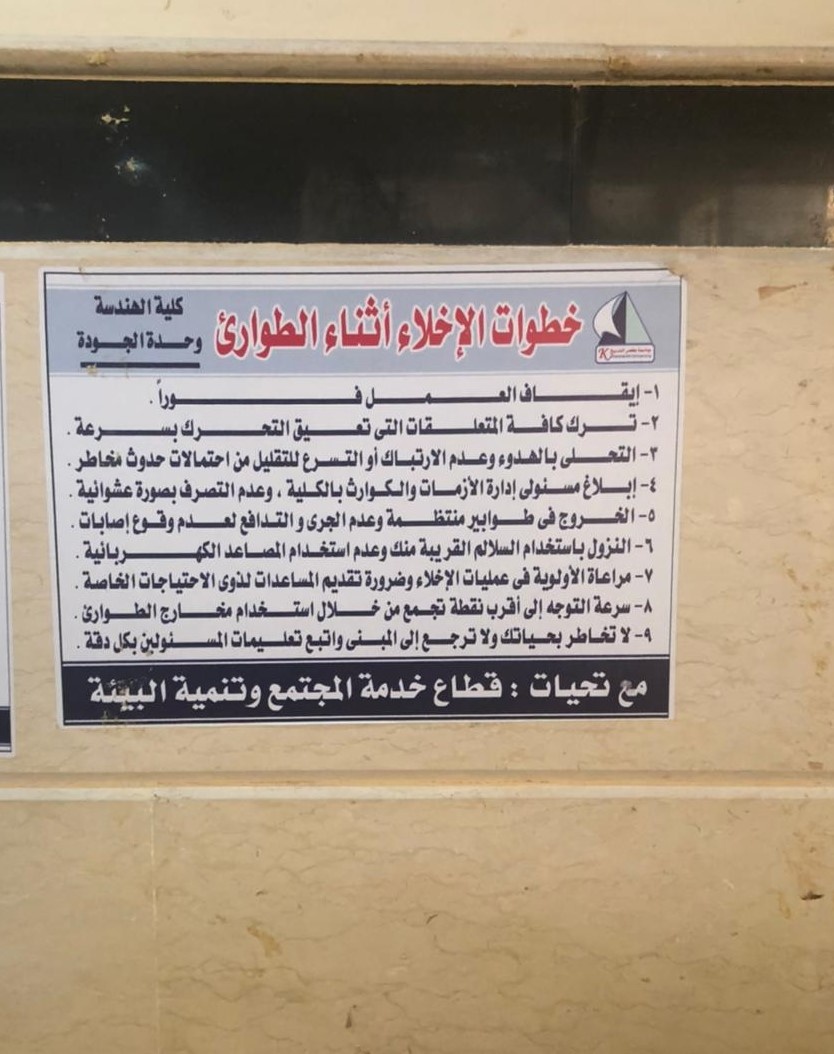 خطوات الإخلاء أثناء الطوارئ
كلية الهندسة
وحدة الجودة
١- إيقاف العمل فوراً .
٢- ترك كافة المتعلقات التى تعيق التحرك بسرعة .
٣- التحلى بالهدوء وعدم الارتباك أو التسرع للتقليل من احتمالات حدوث مخاطر .
٤- إبلاغ مسئولى إدارة الأزمات والكوارث بالكلية ، وعدم التصرف بصورة عشوائية .
٥- الخروج فى طوابير منتظمة وعدم الجرى و التدافع لعدم وقوع اصابات .
٦- النزول باستخدام السلالم القريبة منك وعدم استخدام المصاعد الكهربائية .
٧- مراعاة الأولوية فى عمليات الإخلاء وضرورة تقديم المساعدات لذوى الاحتياجات الخاصة .
٨- سرعة التوجه إلى أقرب نقطة تجمع من خلال استخدام مخارج الطوارئ .
٩- لا تخاطر بحياتك ولا ترجع إلى المبنى واتبع تعليمات المسئولين بكل دقة .
مع تحيات : قطاع خدمة المجتمع وتنمية البيئة